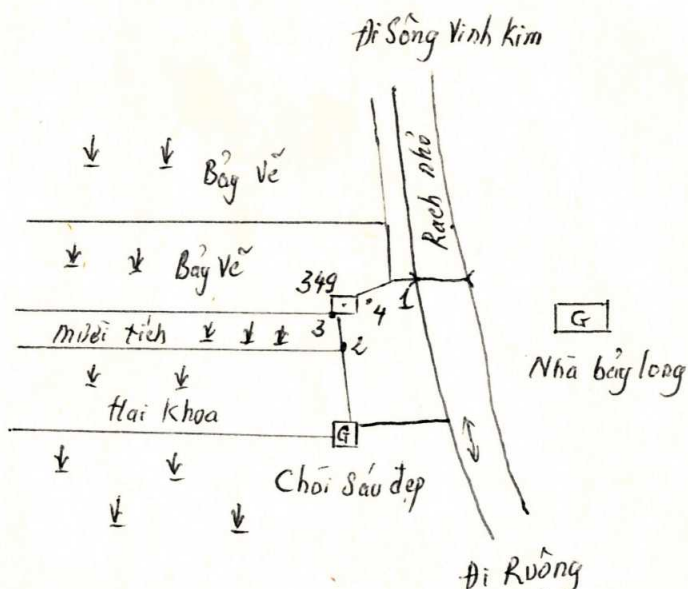 Đi Sông Vinh Kim
Bảy Vẽ
Rạch nhỏ
Bảy Vẽ
349
4
1
3
mười tích
2
G
Nhà bảy long
Hai Khoa
G
Chòi Sáu đẹp
Đi Ruông